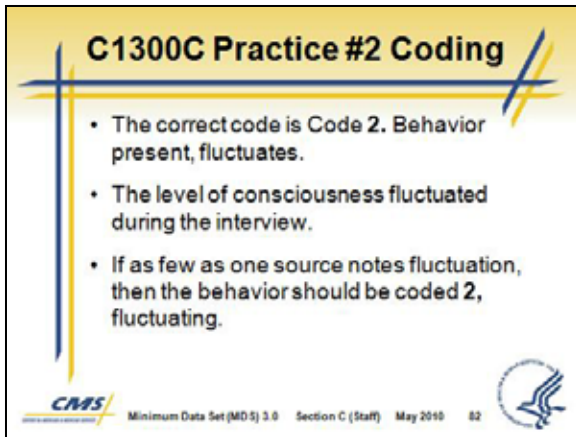 C1300C Practice #2 Coding
• The correct code is Code 2. Behavior
present, fluctuates.
• The level of consciousness fluctuated
during the interview.
• If as few as one source notes fluctuation,
then the behavior should be coded 2,
fluctuating.
CMS
Minimum Data Set (MDS) 3.0 Section C (Staff) May 2010 82